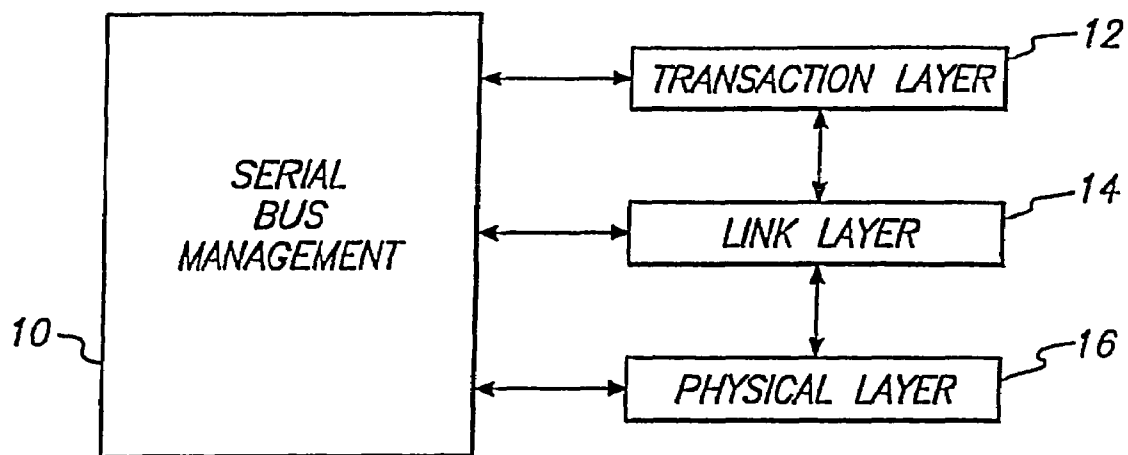 12
TRANSACTION LAYER
SERIAL
BUS
MANAGEMENT
14
LINK LAYER
10
16
PHYSICAL LAYER